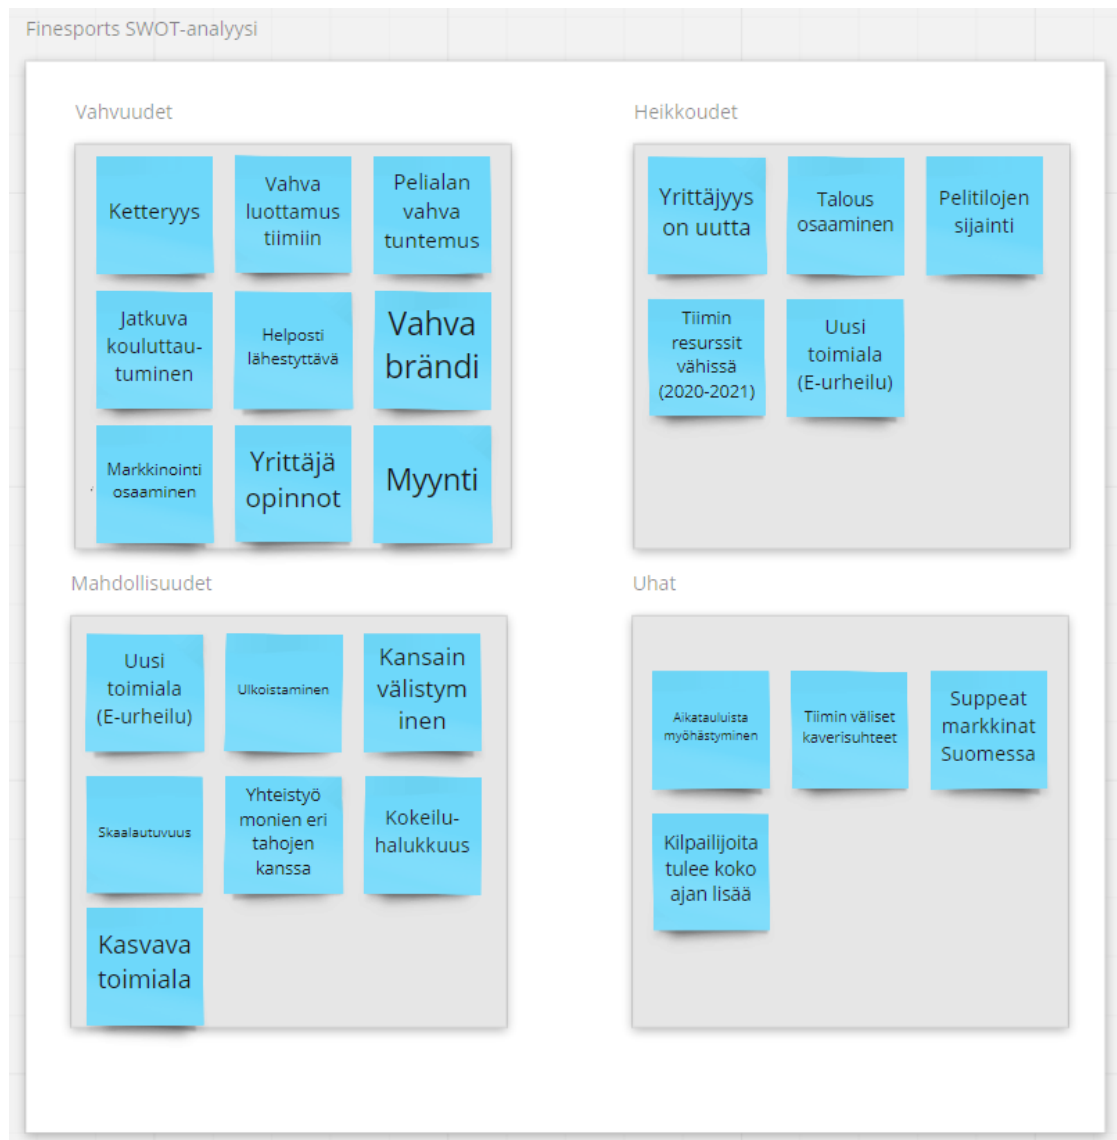 Finesports SWOT-analyysi
Vahvuudet
Ketteryys
Vahva
luottamus
tiimiin
Pelialan
vahva
tuntemus
Jatkuva
kouluttau-
tuminen
Helposti
lähestyttävä
Vahva
brändi
Markkinointi
osaaminen
Yrittäjä
opinnot
Myynti
Heikkoudet
Yrittäjyys
on uutta
Talous
osaaminen
Pelitilojen
sijainti
Tiimin
resurssit
vähissä
(2020-2021)
Uusi
toimiala
(E-urheilu)
Mahdollisuudet
Uusi
toimiala
(E-urheilu)
Ulkoistaminen
Kansain
välistym
inen
Skaalautuvuus
Yhteistyö
monien eri
tahojen
kanssa
Kokeilu-
halukkuus
Kasvava
toimiala
Uhat
Aikatauluista
myöhästyminen
Tiimin väliset
kaverisuhteet
Suppeat
markkinat
Suomessa
Kilpailijoita
tulee koko
ajan lisää